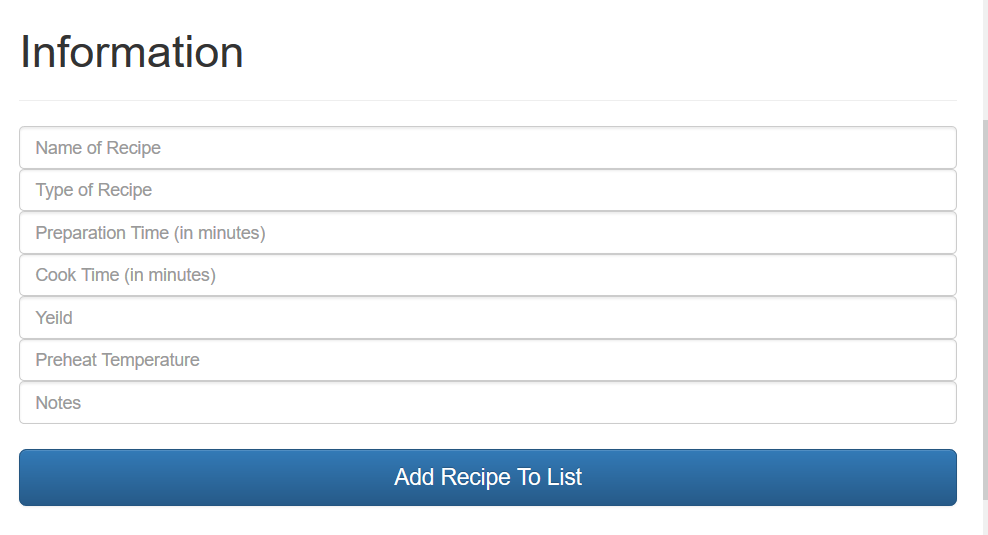 Information
Name of Recipe
Type of Recipe
Preparation Time (in minutes)
Cook Time (in minutes)
Yeild
Preheat Temperature
Notes
Add Recipe To List